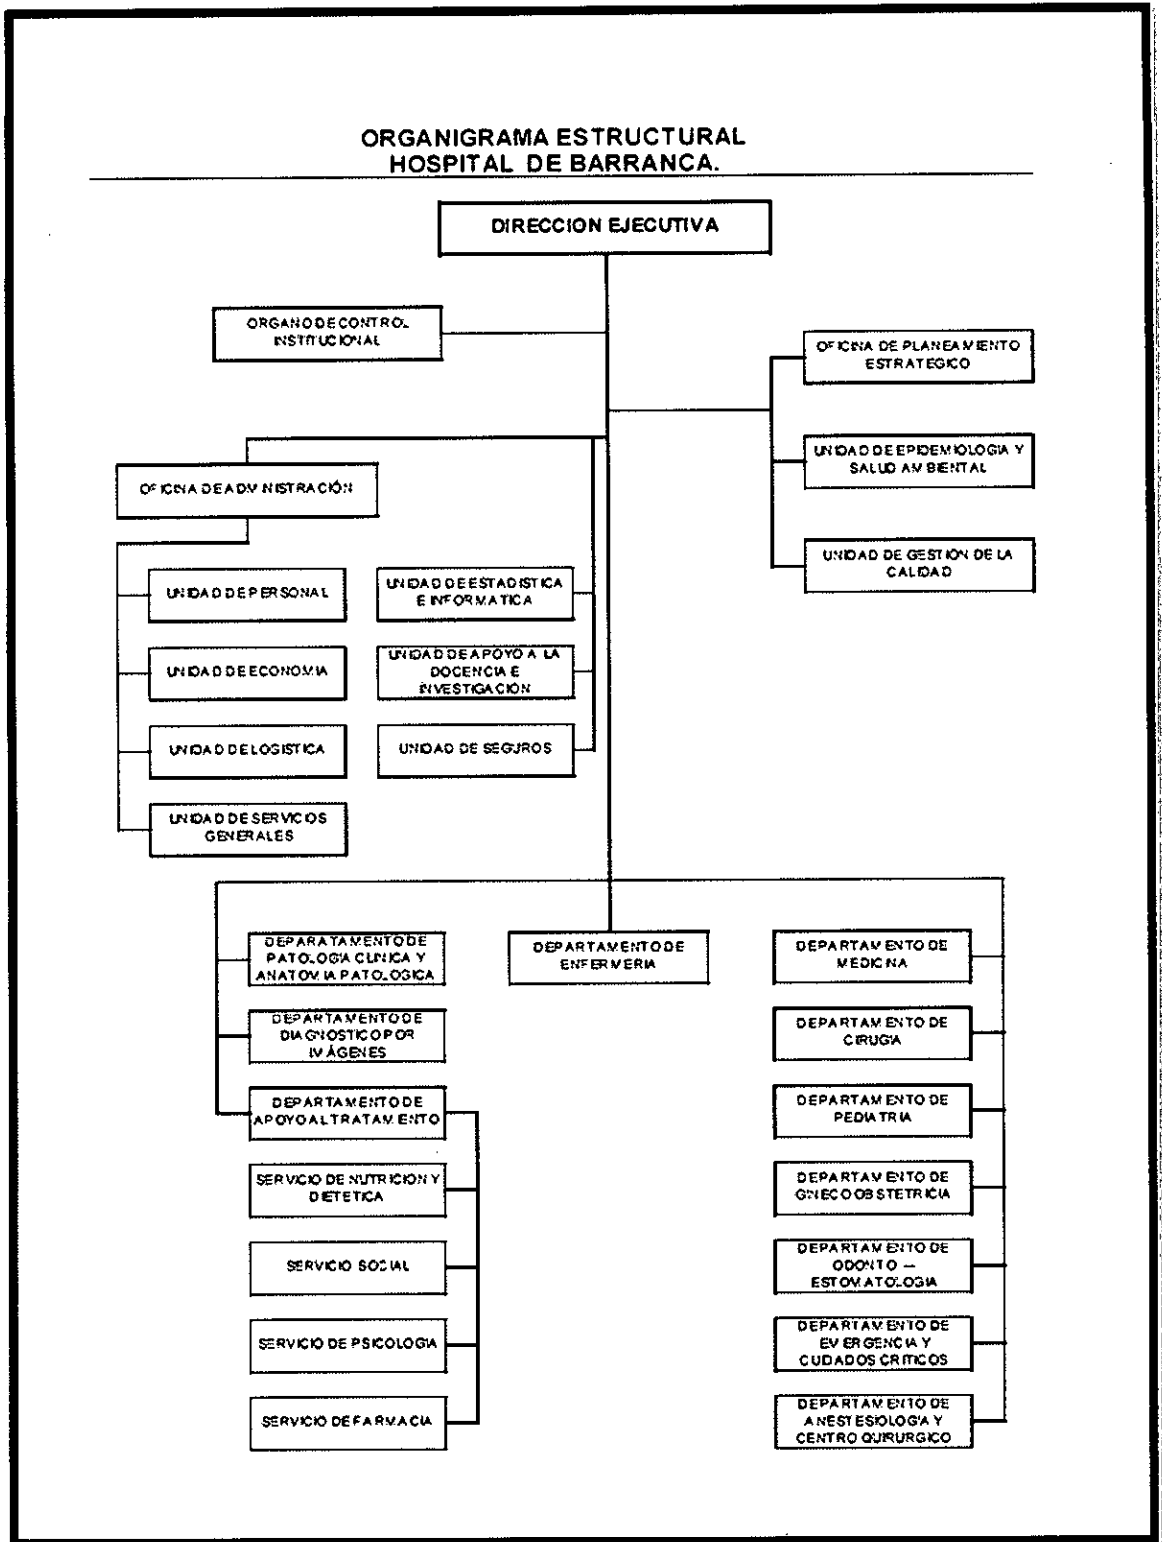 ORGANIGRAMA ESTRUCTURAL
HOSPITAL DE BARRANCA.
DIRECCION EJECUTIVA
ORGANO DE CONTROL
INSTITUCIONAL
OFICINA DE PLANEAMIENTO
ESTRATEGICO
UNIDAD DE EPIDEMIOLOGIA Y
SALUD AMBIENTAL
UNIDAD DE GESTION DE LA
CALIDAD
OFICINA DE ADMINISTRACIÓN
UNIDAD DE PERSONAL
UNIDAD DE ECONOMIA
UNIDAD DE LOGISTICA
UNIDAD DE SERVICIOS
GENERALES
UNIDAD DE ESTADISTICA
E INFORMATICA
UNIDAD DE APOYO A LA
DOCENCIA E
INVESTIGACIÓN
UNIDAD DE SEGUROS
DEPARATAMENTO DE
PATOLOGIA CLINICA Y
ANATOMIA PATOLOGICA
DEPARTAMENTO DE
DIAGNOSTICO POR
IMÁGENES
DEPARTAMENTO DE
APOYO AL TRATAMIENTO
SERVICIO DE NUTRICION Y
DIETETICA
SERVICIO SOCIAL
SERVICIO DE PSICOLOGIA
SERVICIO DE FARMACIA
DEPARTAMENTO DE
ENFERMERIA
DEPARTAMENTO DE
MEDICINA
DEPARTAMENTO DE
CIRUGIA
DEPARTAMENTO DE
PEDIATRIA
DEPARTAMENTO DE
GINECO OBSTETRICIA
DEPARTAMENTO DE
ODONTO –
ESTOMATOLOGIA
DEPARTAMENTO DE
EMERGENCIA Y
CUIDADOS CRITICOS
DEPARTAMENTO DE
ANESTESIOLOGIA Y
CENTRO QUIRURGICO